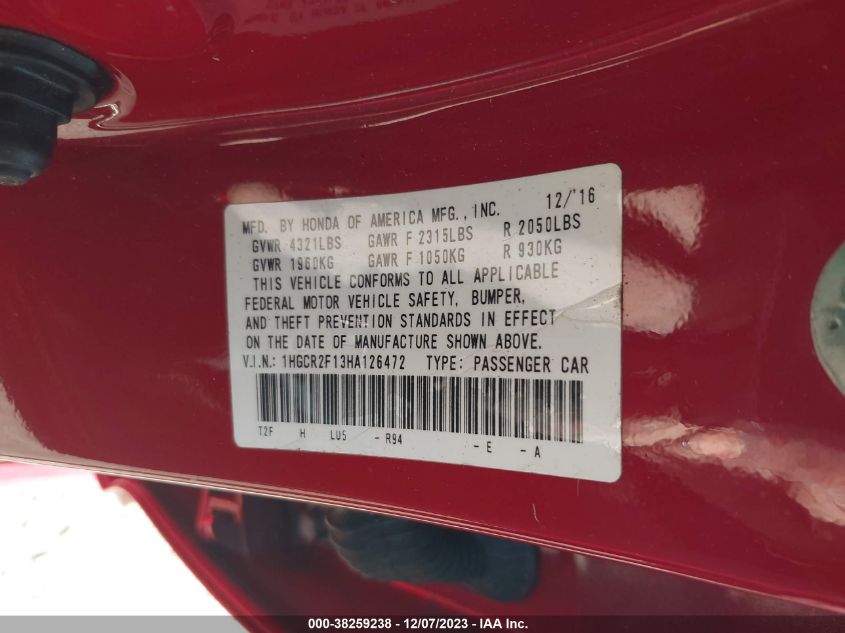 MFD. BY HONDA OF AMERICA MFG., INC. 12/'16
GVWR 4321LBS GAWR F 2315LBS R 2050LBS
GVWR 1960KG GAWR F 1050KG R 930KG
THIS VEHICLE CONFORMS TO ALL APPLICABLE
FEDERAL MOTOR VEHICLE SAFETY, BUMPER,
AND THEFT PREVENTION STANDARDS IN EFFECT
ON THE DATE OF MANUFACTURE SHOWN ABOVE.
V.I.N.: 1HGCR2F13HA126472 TYPE: PASSENGER CAR
T2F H LUS - R94 - E - A
000-38259238 - 12/07/2023 - IAA Inc.